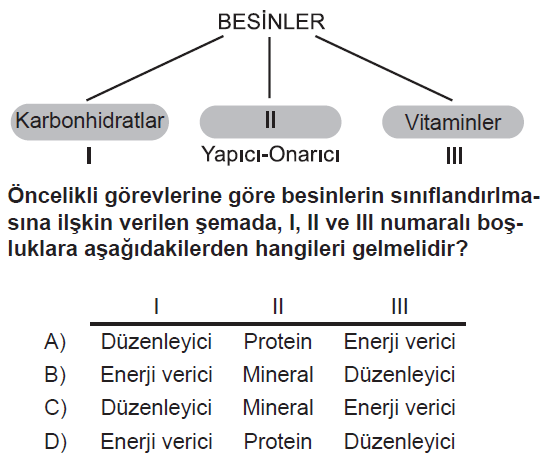 BESİNLER
Karbonhidratlar II Vitaminler
I Yapıcı-Onarıcı III
Öncelikli görevlerine göre besinlerin sınıflandırlma-
sına ilşkin verilen şemada, I, II ve III numaralı boş-
luklara aşağıdakilerden hangileri gelmelidir?
I II III
A) Düzenleyici Protein Enerji verici
B) Enerji verici Mineral Düzenleyici
C) Düzenleyici Mineral Enerji verici
D) Enerji verici Protein Düzenleyici